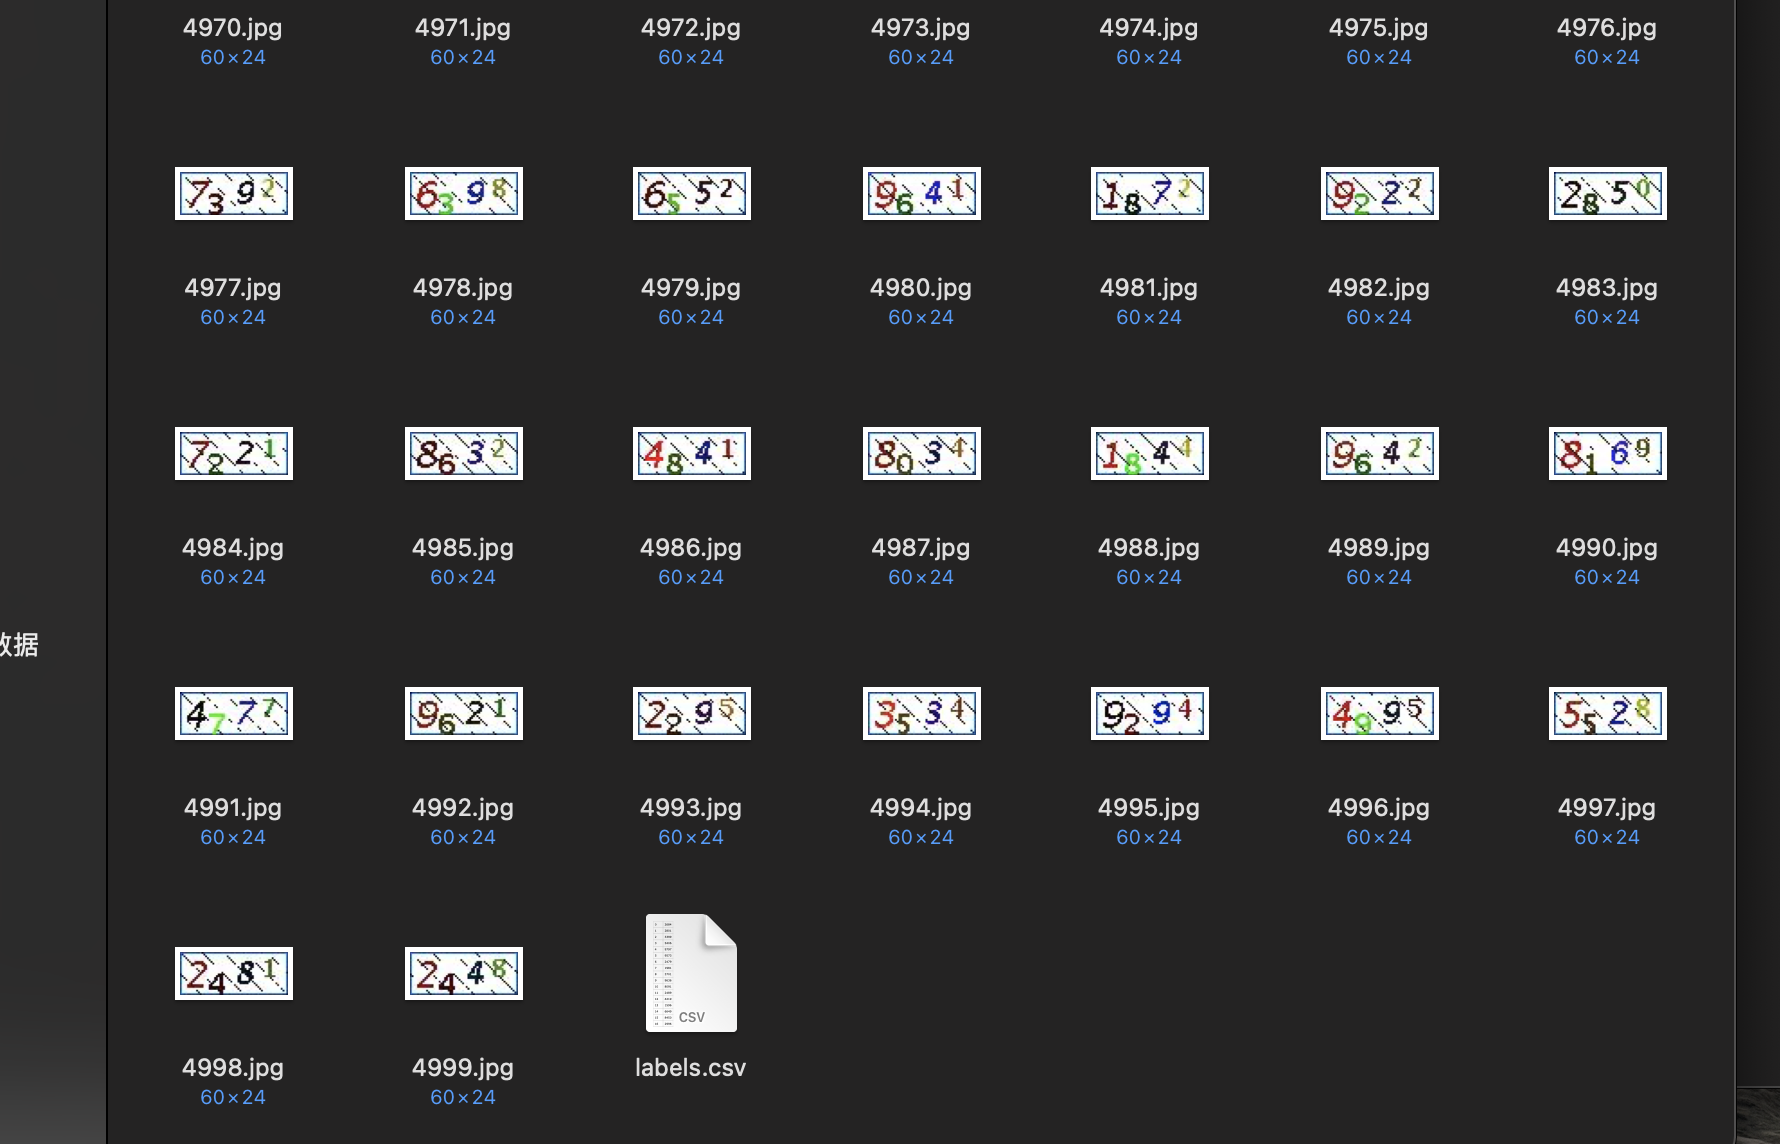 4970.jpg 4971.jpg 4972.jpg 4973.jpg 4974.jpg 4975.jpg 4976.jpg
60×24 60×24 60×24 60×24 60×24 60×24 60×24
7392 6398 6552 9641 1872 9222 2850
4977.jpg 4978.jpg 4979.jpg 4980.jpg 4981.jpg 4982.jpg 4983.jpg
60×24 60×24 60×24 60×24 60×24 60×24 60×24
7221 8632 4841 8034 1844 9642 8169
4984.jpg 4985.jpg 4986.jpg 4987.jpg 4988.jpg 4989.jpg 4990.jpg
60×24 60×24 60×24 60×24 60×24 60×24 60×24
数据
4777 9621 2295 3534 9294 4995 5528
4991.jpg 4992.jpg 4993.jpg 4994.jpg 4995.jpg 4996.jpg 4997.jpg
60×24 60×24 60×24 60×24 60×24 60×24 60×24
2481 2448 CSV
4998.jpg 4999.jpg labels.csv
60×24 60×24